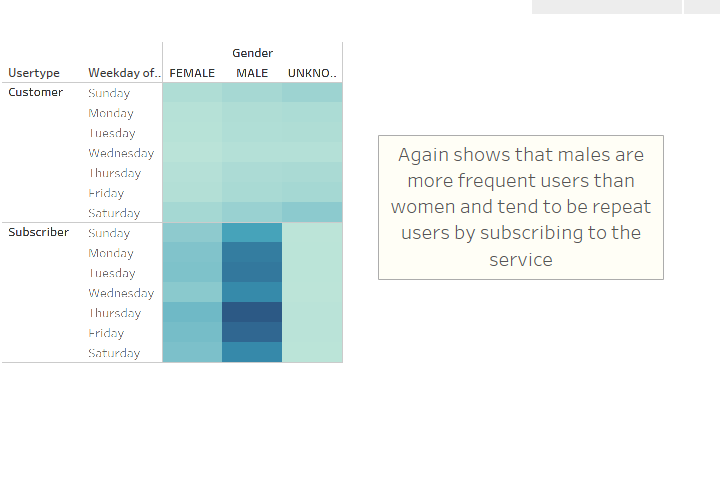 Gender
Usertype Weekday of.. FEMALE MALE UNKNO..
Customer Sunday
Monday
Tuesday
Wednesday
Thursday
Friday
Saturday
Subscriber Sunday
Monday
Tuesday
Wednesday
Thursday
Friday
Saturday
Again shows that males are
more frequent users than
women and tend to be repeat
users by subscribing to the
service